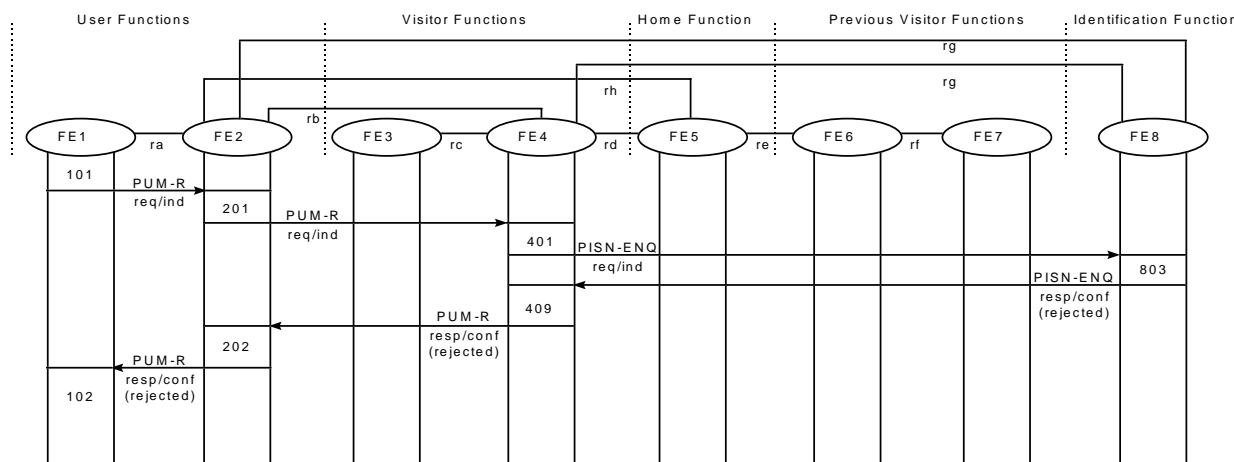 User Functions
Visitor Functions
Home Function
Previous Visitor Functions
Identification Function
rg
rg
rh
rb
FE1
FE2
FE3
FE4
FE5
FE6
FE7
FE8
ra
rc
rd
re
rf
101
PUM-R
req/ind
201
PUM-R
req/ind
401
PISN-ENQ
req/ind
803
PISN-ENQ
resp/conf
(rejected)
409
PUM-R
resp/conf
(rejected)
202
PUM-R
resp/conf
(rejected)
102